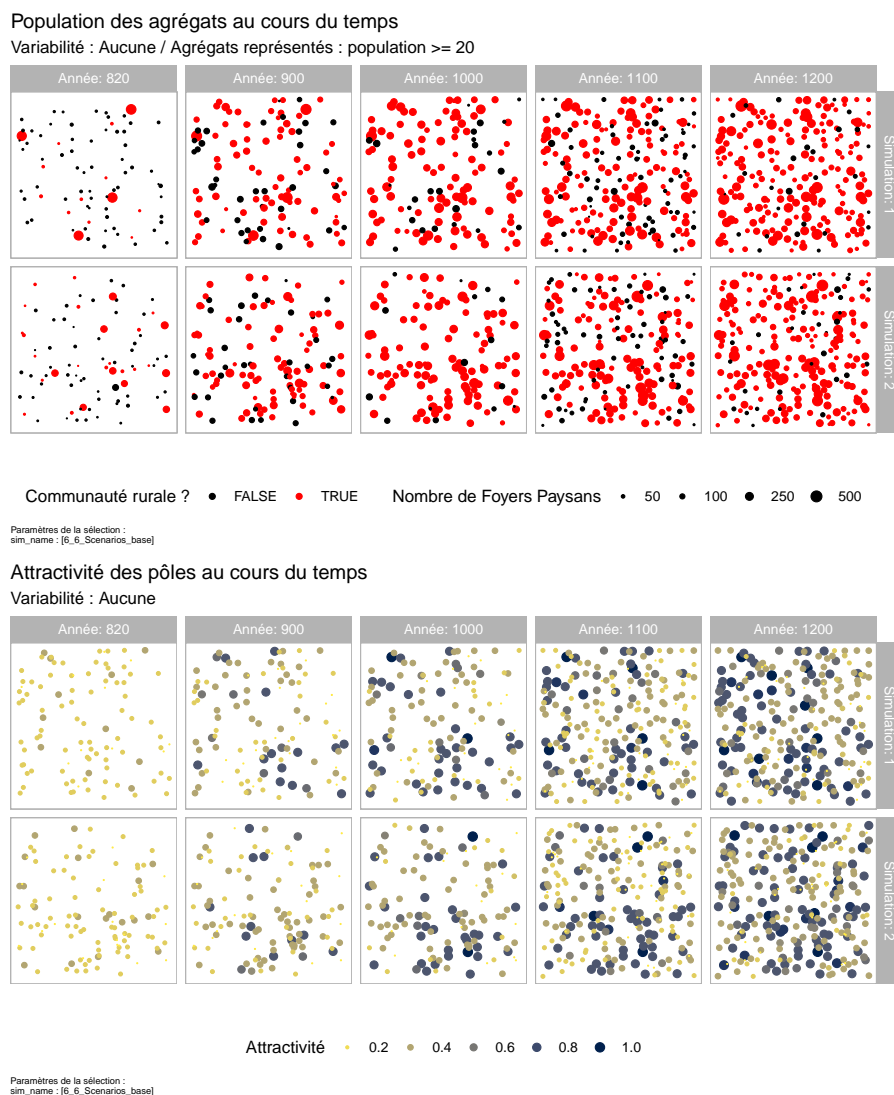 Population des agrégats au cours du temps
Variabilité : Aucune / Agrégats représentés : population >= 20
Année: 820 Année: 900 Année: 1000 Année: 1100 Année: 1200
Simulation: 1
Simulation: 2
Communauté rurale ? FALSE TRUE Nombre de Foyers Paysans 50 100 250 500
Paramètres de la sélection :
sim_name : [6_6_Scenarios_base]
Attractivité des pôles au cours du temps
Variabilité : Aucune
Année: 820 Année: 900 Année: 1000 Année: 1100 Année: 1200
Simulation: 1
Simulation: 2
Attractivité 0.2 0.4 0.6 0.8 1.0
Paramètres de la sélection :
sim_name : [6_6_Scenarios_base]